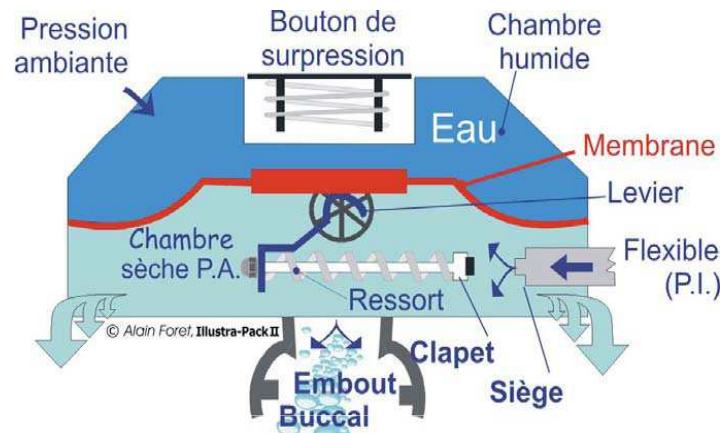 Pression
ambiante
Bouton de
surpression
Chambre
humide
Eau
Membrane
Levier
Chambre
sèche P.A.
Flexible
(P.I.)
Ressort
© Alain Foret, Illustra-Pack II
Clapet
Siège
Embout
Buccal